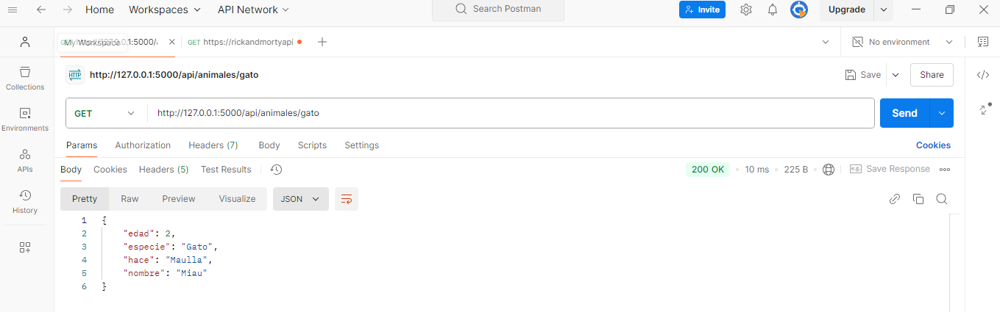 Home Workspaces API Network Search Postman Invite Upgrade
My Workspace GET https://rickandmortyapi No environment
HTTP http://127.0.0.1:5000/api/animales/gato Save Share
Collections
GET http://127.0.0.1:5000/api/animales/gato Send
Environments
Params Authorization Headers (7) Body Scripts Settings Cookies
APIs
Body Cookies Headers (5) Test Results 200 OK 10 ms 225 B e.g. Save Response
History
Pretty Raw Preview Visualize JSON
1 {
2 "edad": 2,
3 "especie": "Gato",
4 "hace": "Maulla",
5 "nombre": "Miau"
6 }